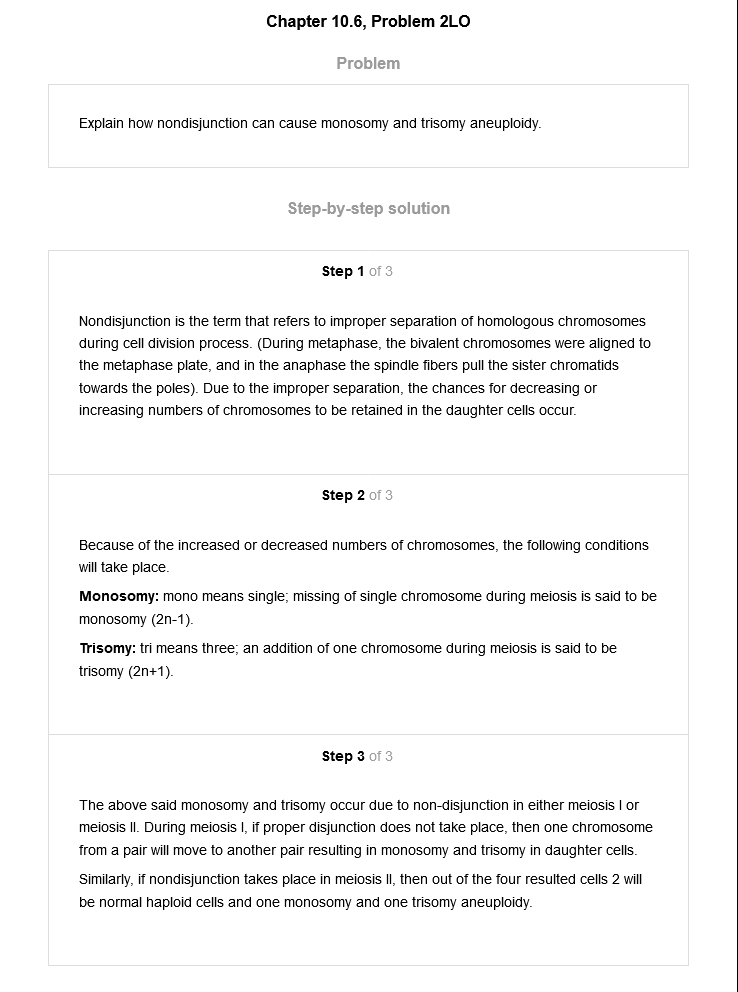 Chapter 10.6, Problem 2LO
Problem
Explain how nondisjunction can cause monosomy and trisomy aneuploidy.
Step-by-step solution
Step 1 of 3
Nondisjunction is the term that refers to improper separation of homologous chromosomes
during cell division process. (During metaphase, the bivalent chromosomes were aligned to
the metaphase plate, and in the anaphase the spindle fibers pull the sister chromatids
towards the poles). Due to the improper separation, the chances for decreasing or
increasing numbers of chromosomes to be retained in the daughter cells occur.
Step 2 of 3
Because of the increased or decreased numbers of chromosomes, the following conditions
will take place.
Monosomy: mono means single; missing of single chromosome during meiosis is said to be
monosomy (2n-1).
Trisomy: tri means three; an addition of one chromosome during meiosis is said to be
trisomy (2n+1).
Step 3 of 3
The above said monosomy and trisomy occur due to non-disjunction in either meiosis I or
meiosis II. During meiosis I, if proper disjunction does not take place, then one chromosome
from a pair will move to another pair resulting in monosomy and trisomy in daughter cells.
Similarly, if nondisjunction takes place in meiosis II, then out of the four resulted cells 2 will
be normal haploid cells and one monosomy and one trisomy aneuploidy.